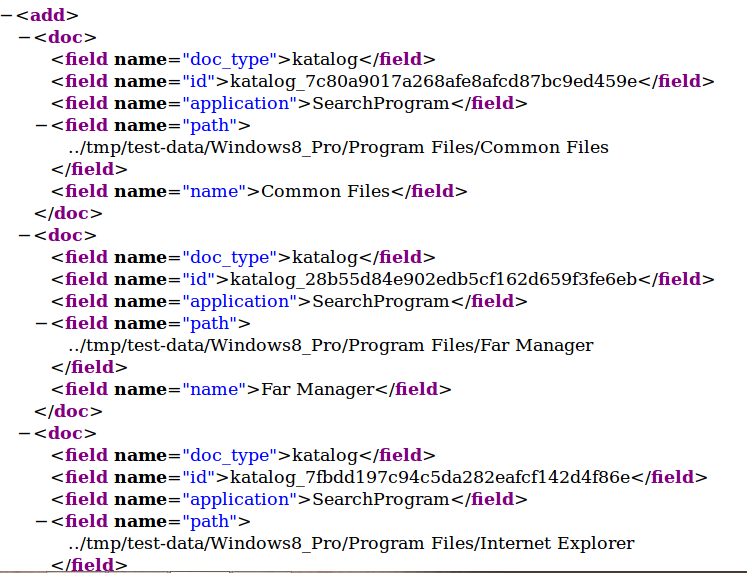 −<add>
−<doc>
<field name="doc_type">katalog</field>
<field name="id">katalog_7c80a9017a268afe8afcd87bc9ed459e</field>
<field name="application">SearchProgram</field>
−<field name="path">
../tmp/test-data/Windows8_Pro/Program Files/Common Files
</field>
<field name="name">Common Files</field>
</doc>
−<doc>
<field name="doc_type">katalog</field>
<field name="id">katalog_28b55d84e902edb5cf162d659f3fe6eb</field>
<field name="application">SearchProgram</field>
−<field name="path">
../tmp/test-data/Windows8_Pro/Program Files/Far Manager
</field>
<field name="name">Far Manager</field>
</doc>
−<doc>
<field name="doc_type">katalog</field>
<field name="id">katalog_7fbdd197c94c5da282eafcf142d4f86e</field>
<field name="application">SearchProgram</field>
−<field name="path">
../tmp/test-data/Windows8_Pro/Program Files/Internet Explorer
</field>